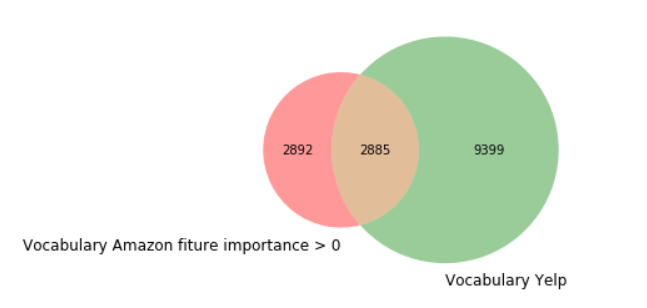 2892 2885 9399
Vocabulary Amazon fiture importance > 0
Vocabulary Yelp